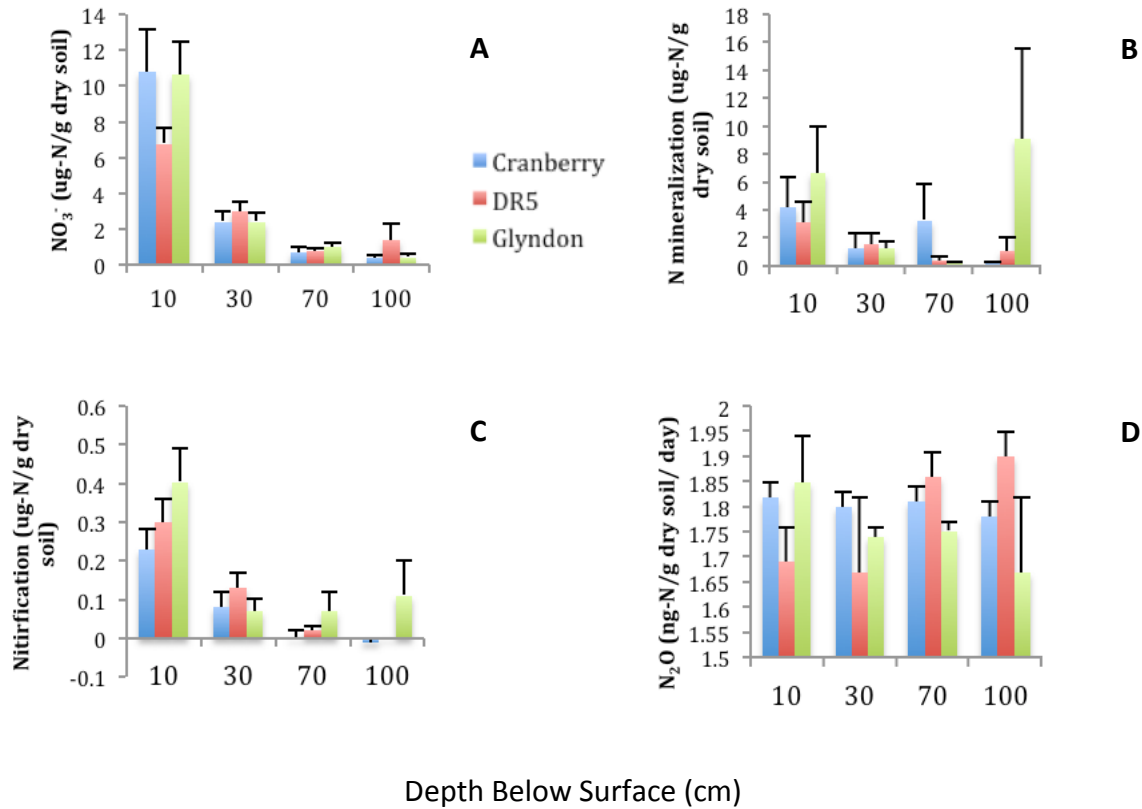 A
NO₃⁻ (ug-N/g dry soil)
14
12
10
8
6
4
2
0
10 30 70 100
Cranberry
DR5
Glyndon
B
N mineralization (ug-N/g
dry soil)
18
16
14
12
10
8
6
4
2
0
10 30 70 100
C
Nitirfication (ug-N/g dry
soil)
0.6
0.5
0.4
0.3
0.2
0.1
0
-0.1
10 30 70 100
D
N₂O (ng-N/g dry soil/ day)
2
1.95
1.9
1.85
1.8
1.75
1.7
1.65
1.6
1.55
1.5
10 30 70 100
Depth Below Surface (cm)